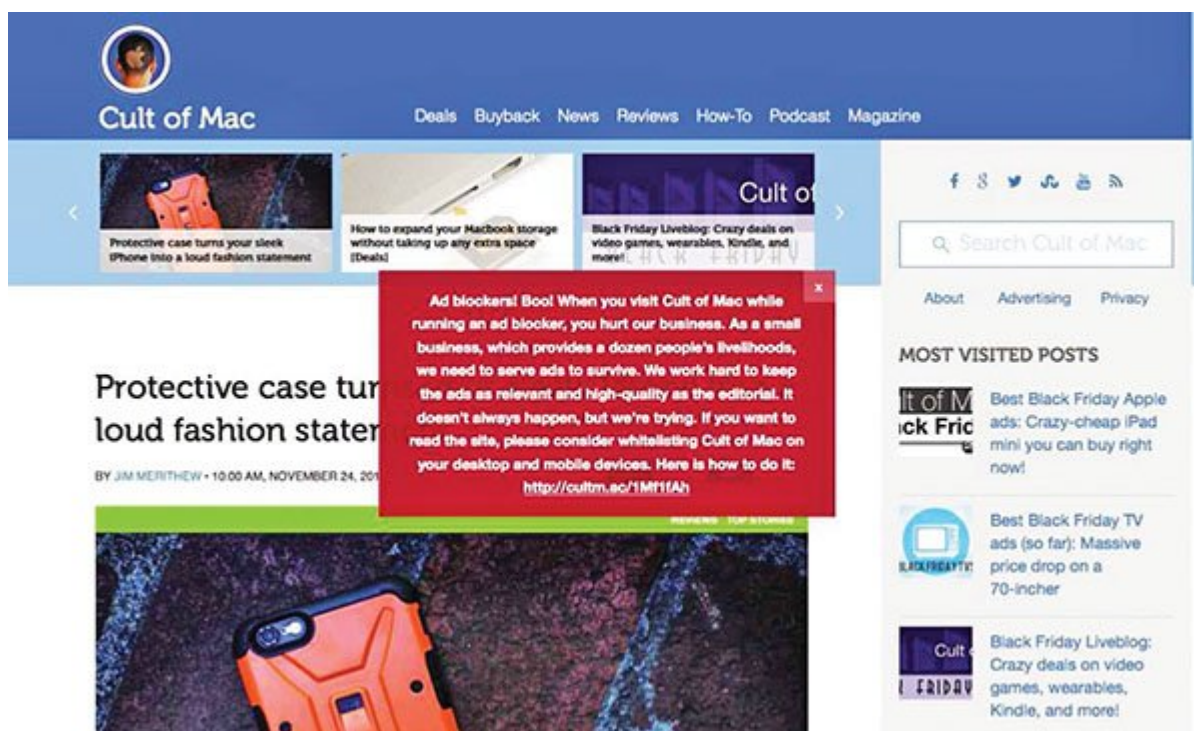 Cult of Mac
Deals Buyback News Reviews How-To Podcast Magazine
Protective case turns your sleek
iPhone into a loud fashion statement
How to expand your Macbook storage
without taking up any extra space
[Deals]
Cult of
Black Friday Liveblog: Crazy deals on
video games, wearables, Kindle, and
more!
Search Cult of Mac
About Advertising Privacy
x
Ad blockers! Boo! When you visit Cult of Mac while
running an ad blocker, you hurt our business. As a small
business, which provides a dozen people's livelihoods,
we need to serve ads to survive. We work hard to keep
the ads as relevant and high-quality as the editorial. It
doesn't always happen, but we're trying. If you want to
read the site, please consider whitelisting Cult of Mac on
your desktop and mobile devices. Here is how to do it:
http://cultm.ac/1Mf1fAh
Protective case tur
loud fashion stater
BY JIM MERITHEW • 10:00 AM, NOVEMBER 24, 201
REVIEWS TOP STORIES
MOST VISITED POSTS
lt of M
ck Fric
Best Black Friday Apple
ads: Crazy-cheap iPad
mini you can buy right
now!
BLACK FRIDAY TVS
Best Black Friday TV
ads (so far): Massive
price drop on a
70-incher
Cult
K FRIDAY
Black Friday Liveblog:
Crazy deals on video
games, wearables,
Kindle, and more!